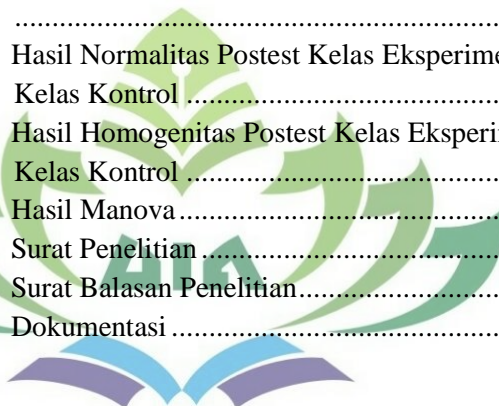 ....................................................................................
Hasil Normalitas Postest Kelas Eksperime
Kelas Kontrol .....................................................
Hasil Homogenitas Postest Kelas Eksperi
Kelas Kontrol .....................................................
Hasil Manova......................................................
Surat Penelitian ..................................................
Surat Balasan Penelitian..................................
Dokumentasi ........................................................